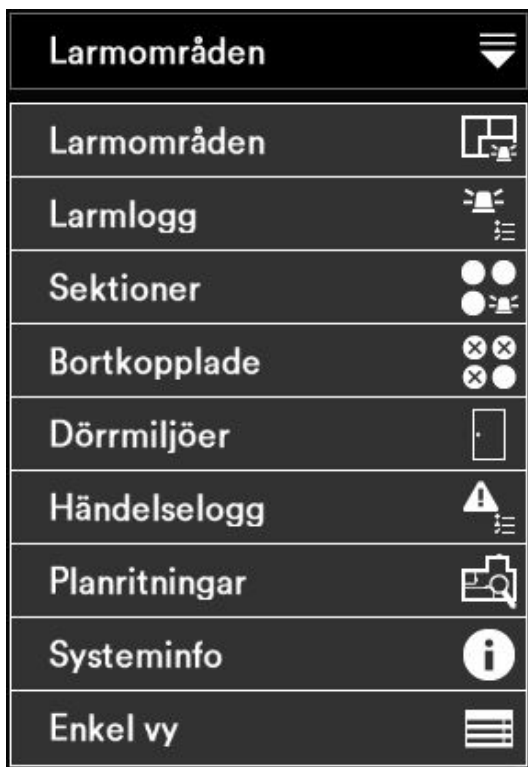 Larmområden
Larmområden
Larmlogg
Sektioner
Bortkopplade
Dörrmiljöer
Händelselogg
Planritningar
Systeminfo
Enkel vy